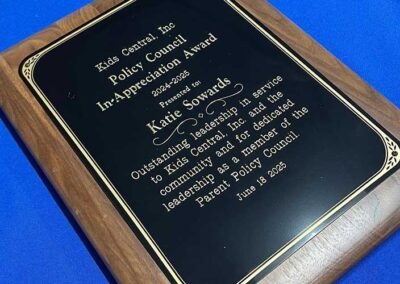 Kids Central, Inc
Policy Council
In-Appreciation Award
2024-2025
Presented to:
Katie Sowards
Outstanding leadership in service
to Kids Central, Inc. and the
community and for dedicated
leadership as a member of the
Parent Policy Council.
June 18 2025